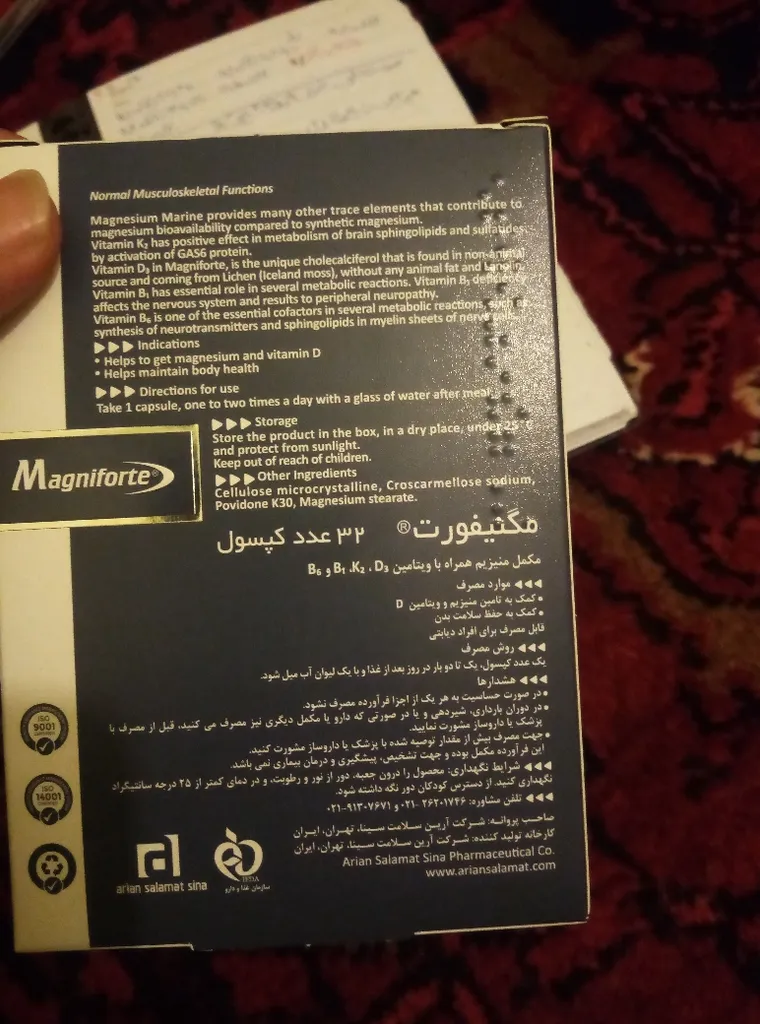 Normal Musculoskeletal Functions
Magnesium Marine provides many other trace elements that contribute to
magnesium bioavailability compared to synthetic magnesium.
Vitamin K₂ has positive effect in metabolism of brain sphingolipids and sulfatides
by activation of GAS6 protein.
Vitamin D₃ in Magniforte, is the unique cholecalciferol that is found in non-animal
source and coming from Lichen (Iceland moss), without any animal fat and Lanolin.
Vitamin B₁ has essential role in several metabolic reactions. Vitamin B₁ deficiency
affects the nervous system and results to peripheral neuropathy.
Vitamin B₆ is one of the essential cofactors in several metabolic reactions, such as
synthesis of neurotransmitters and sphingolipids in myelin sheets of nerve cells.
Indications
• Helps to get magnesium and vitamin D
• Helps maintain body health
Directions for use
Take 1 capsule, one to two times a day with a glass of water after meal.
Storage
Store the product in the box, in a dry place, under 25 °C
and protect from sunlight.
Keep out of reach of children.
Other Ingredients
Cellulose microcrystalline, Croscarmellose sodium,
Povidone K30, Magnesium stearate.
Magniforte®
مگنیفورت® ۳۲ عدد کپسول
مکمل منیزیم همراه با ویتامین D₃ ، K₂، B₁ و B₆
موارد مصرف
• کمک به تامین منیزیم و ویتامین D
• کمک به حفظ سلامت بدن
قابل مصرف برای افراد دیابتی
روش مصرف
یک عدد کپسول، یک تا دو بار در روز بعد از غذا و با یک لیوان آب میل شود.
هشدارها
• در صورت حساسیت به هر یک از اجزا فرآورده مصرف نشود.
• در دوران بارداری، شیردهی و یا در صورتی که دارو یا مکمل دیگری نیز مصرف می کنید، قبل از مصرف با
پزشک یا داروساز مشورت نمایید.
• جهت مصرف بیش از مقدار توصیه شده با پزشک یا داروساز مشورت کنید.
این فرآورده مکمل بوده و جهت تشخیص، پیشگیری و درمان بیماری نمی باشد.
شرایط نگهداری: محصول را درون جعبه، دور از نور و رطوبت، و در دمای کمتر از ۲۵ درجه سانتیگراد
نگهداری کنید. از دسترس کودکان دور نگه داشته شود.
تلفن مشاوره: ۲۶۲۰۱۷۴۶-۰۲۱ و ۹۱۳۰۷۶۷۱-۰۲۱
صاحب پروانه: شرکت آرین سلامت سینا، تهران، ایران
کارخانه تولید کننده: شرکت آرین سلامت سینا، تهران، ایران
Arian Salamat Sina Pharmaceutical Co.
www.ariansalamat.com
ISO
9001
ISO
14001
arian salamat sina
IFDA
سازمان غذا و دارو